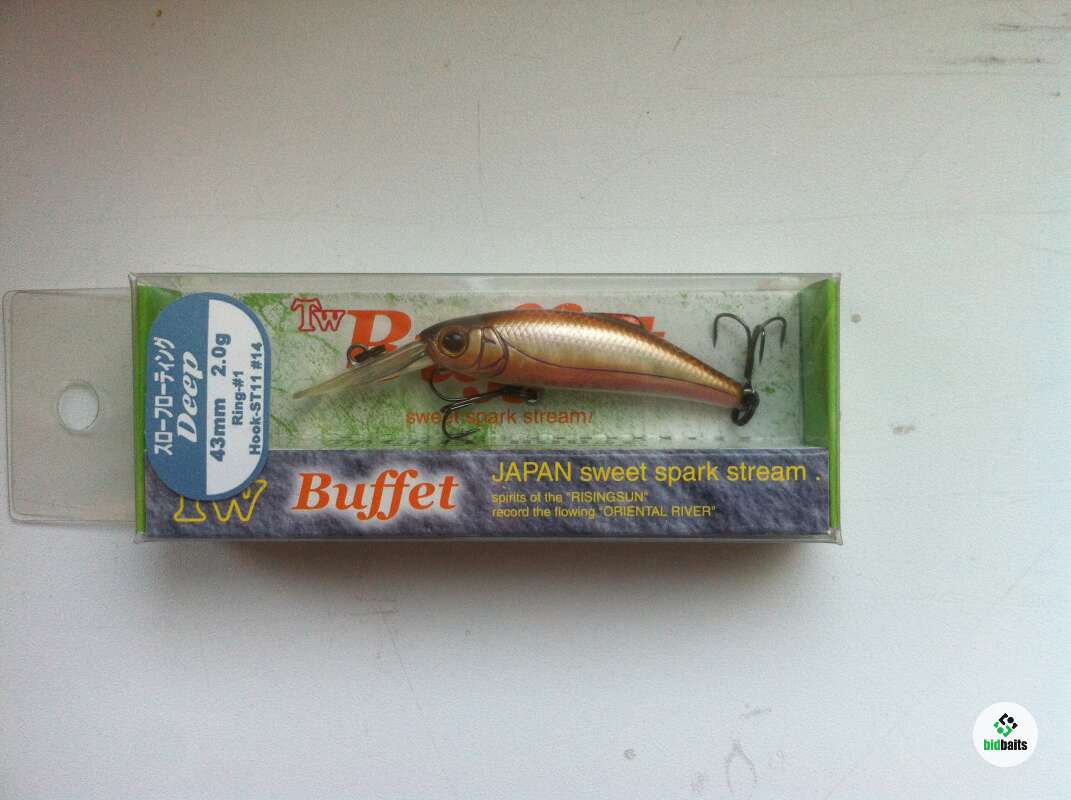 スローフローティング
Deep
43mm 2.0g
Ring-#1
Hook-ST11 #14
Tw
sweet spark stream!
Tw
Buffet
JAPAN sweet spark stream .
spirits of the "RISINGSUN"
record the flowing "ORIENTAL RIVER"
bidbaits